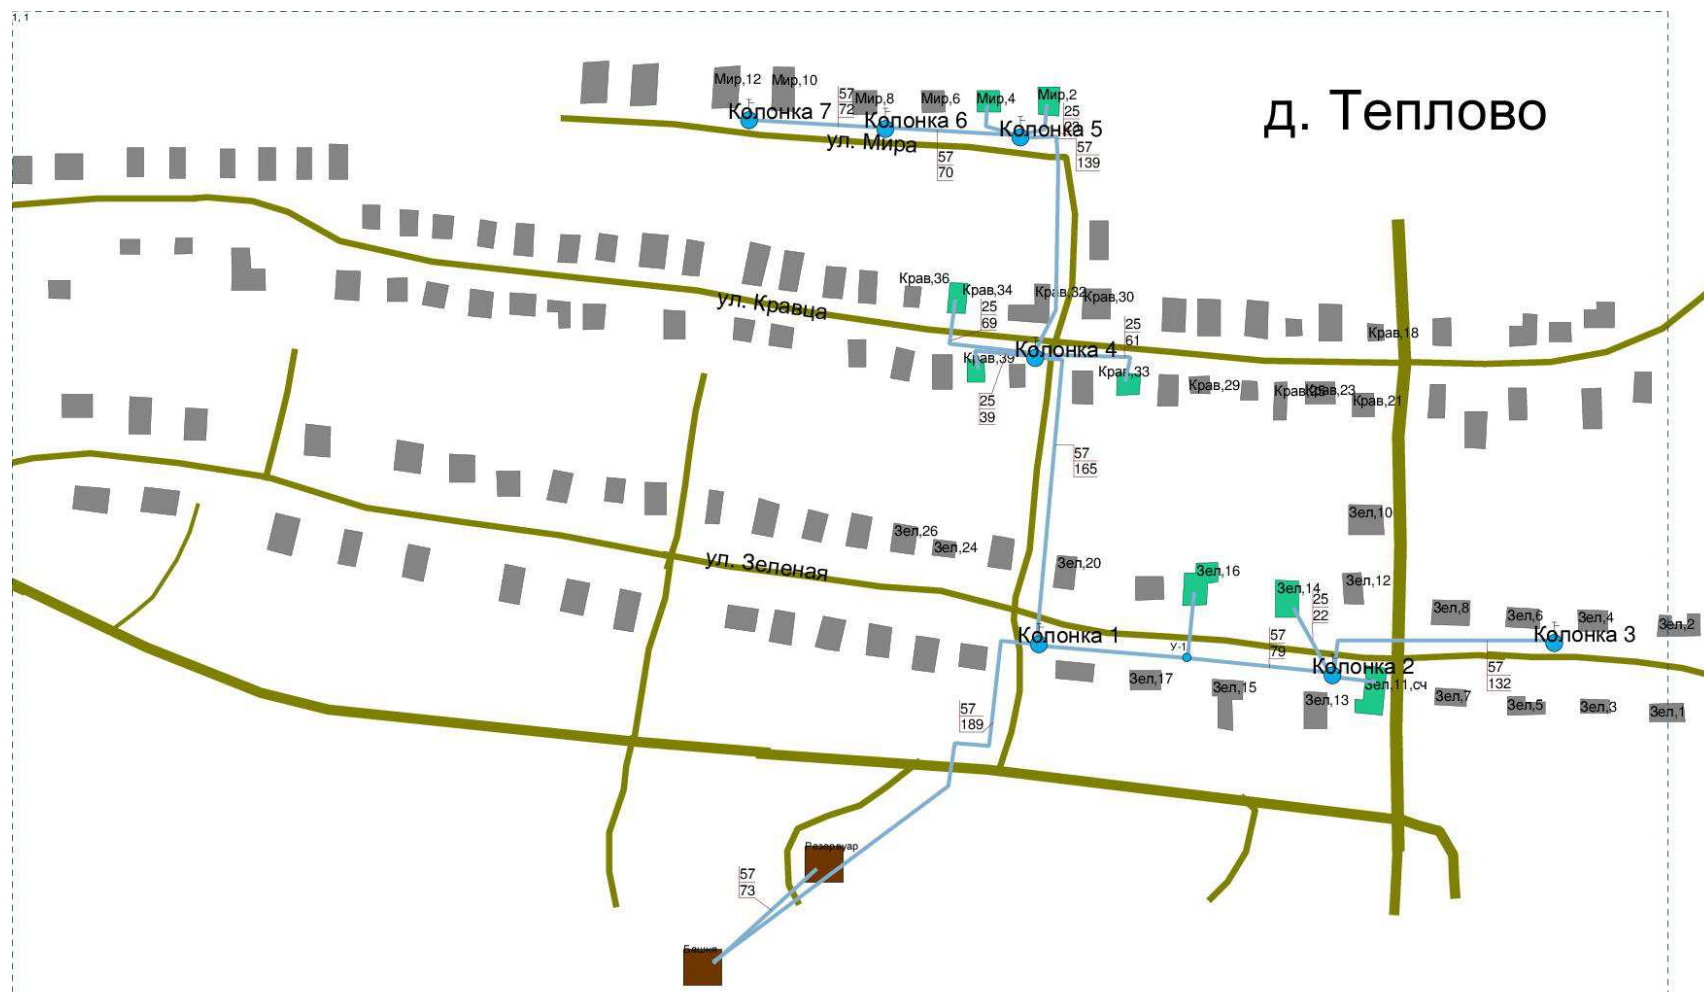 1, 1
д. Теплово
Мир,12
Мир,10
57
72
Мир,8
Мир,6
Мир,4
Мир,2
25
Колонка 7
Колонка 6
Колонка 5
ул. Мира
57
70
57
139
Крав,36
Крав,34
Крав,32
Крав,30
25
69
25
61
ул. Кравца
Крав,18
Колонка 4
Крав,39
Крав,33
Крав,29
Крав,23
Крав,21
25
39
57
165
Зел,10
Зел,26
Зел,24
Зел,20
Зел,16
Зел,14
Зел,12
25
22
ул. Зеленая
Зел,8
Зел,6
Зел,4
Зел,2
Колонка 1
У-1
57
79
Колонка 2
Колонка 3
57
132
Зел,17
Зел,15
Зел,13
Зел,11,сч
Зел,7
Зел,5
Зел,3
Зел,1
57
189
Резервуар
57
73
Башня